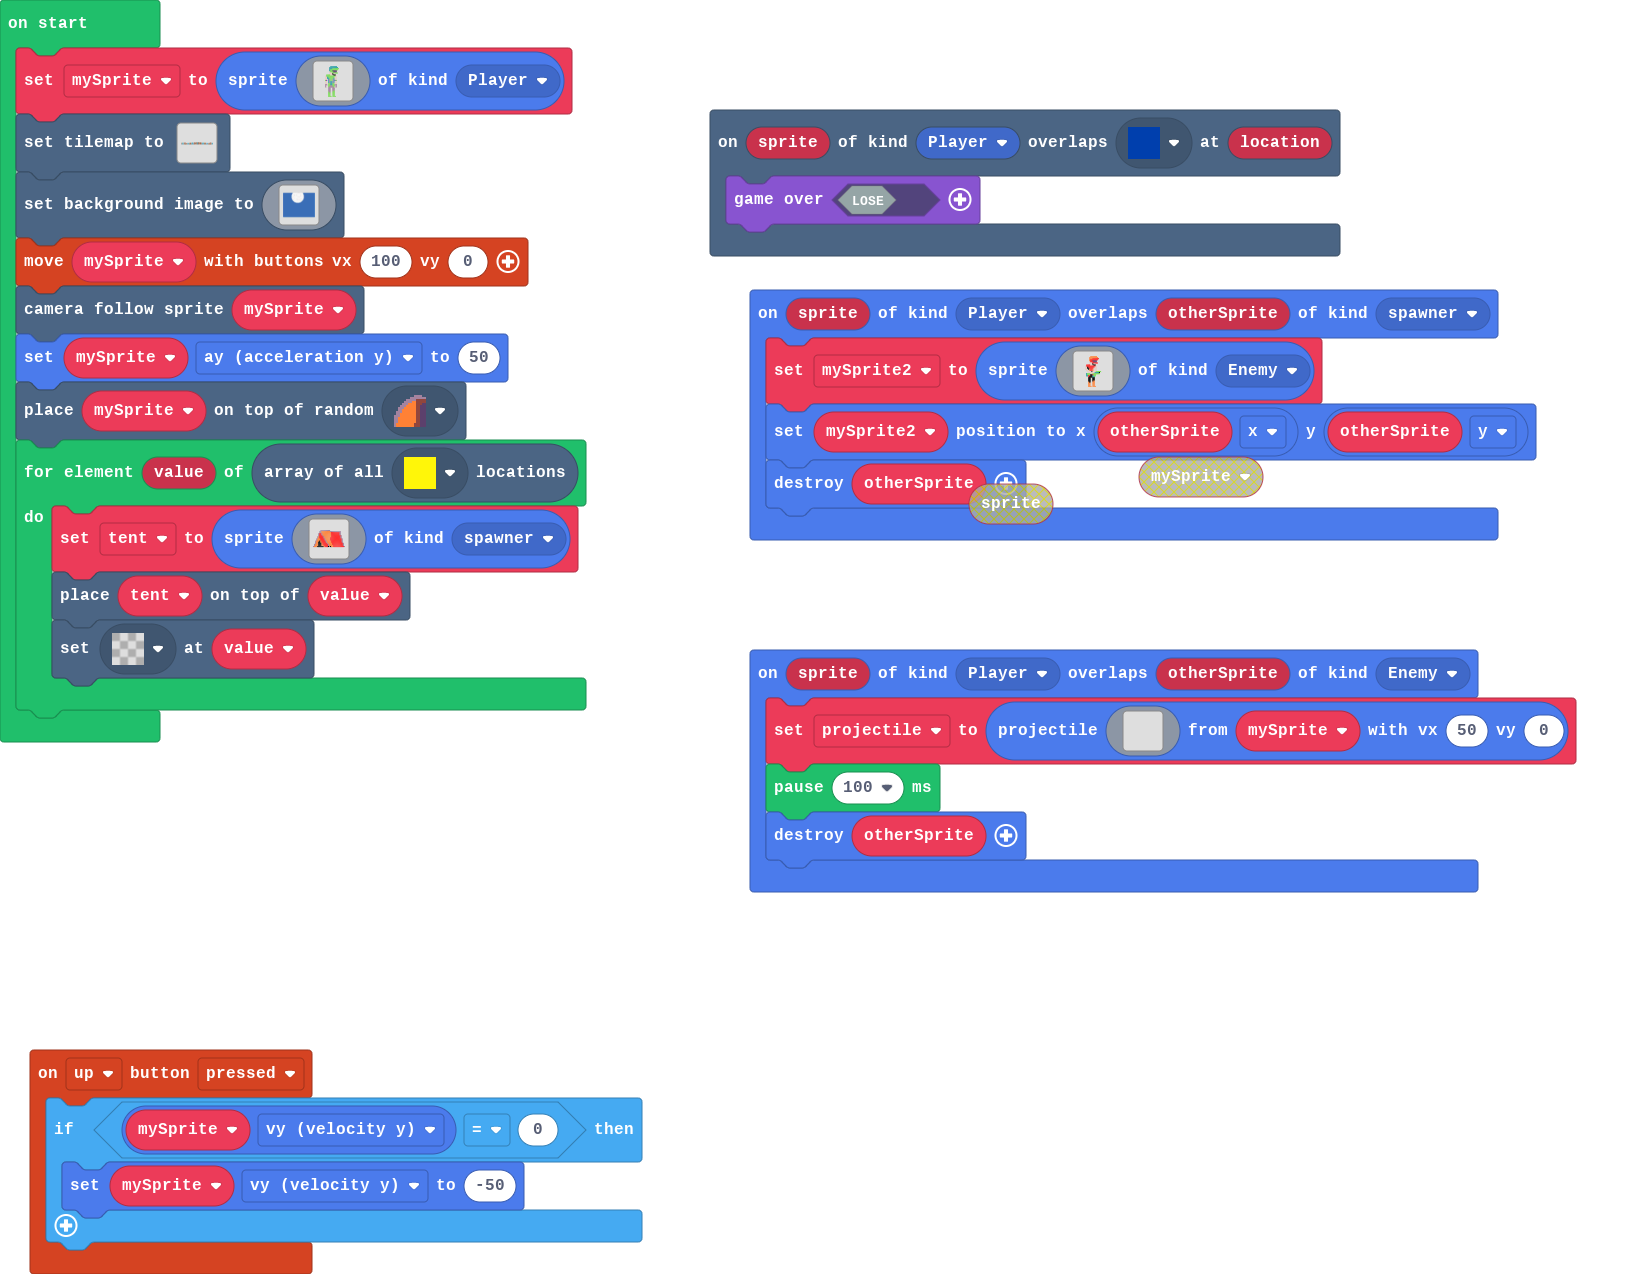 on start
set mySprite to sprite of kind Player
set tilemap to
set background image to
move mySprite with buttons vx 100 vy 0
camera follow sprite mySprite
set mySprite ay (acceleration y) to 50
place mySprite on top of random
for element value of array of all locations
do
set tent to sprite of kind spawner
place tent on top of value
set at value
on sprite of kind Player overlaps at location
game over LOSE
on sprite of kind Player overlaps otherSprite of kind spawner
set mySprite2 to sprite of kind Enemy
set mySprite2 position to x otherSprite x y otherSprite y
destroy otherSprite
mySprite
sprite
on sprite of kind Player overlaps otherSprite of kind Enemy
set projectile to projectile from mySprite with vx 50 vy 0
pause 100 ms
destroy otherSprite
on up button pressed
if mySprite vy (velocity y) = 0 then
set mySprite vy (velocity y) to -50